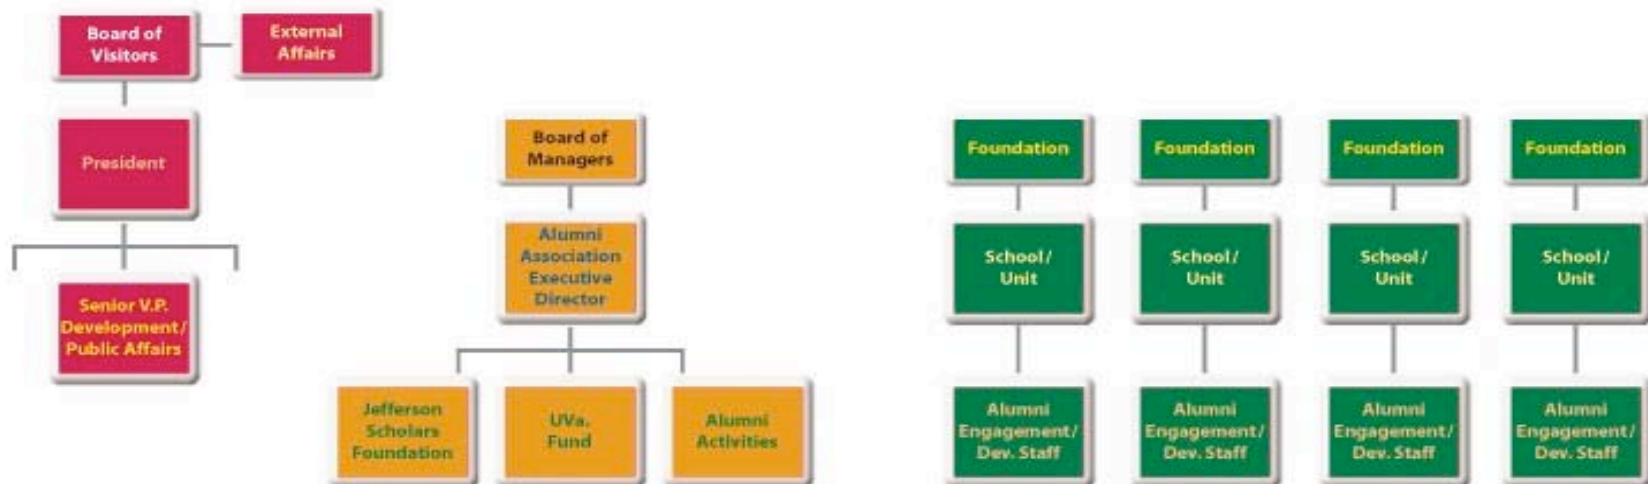 Board of
Visitors
External
Affairs
President
Senior V.P.
Development/
Public Affairs
Board of
Managers
Alumni
Association
Executive
Director
Jefferson
Scholars
Foundation
UVa.
Fund
Alumni
Activities
Foundation
School/
Unit
Alumni
Engagement/
Dev. Staff
Foundation
School/
Unit
Alumni
Engagement/
Dev. Staff
Foundation
School/
Unit
Alumni
Engagement/
Dev. Staff
Foundation
School/
Unit
Alumni
Engagement/
Dev. Staff